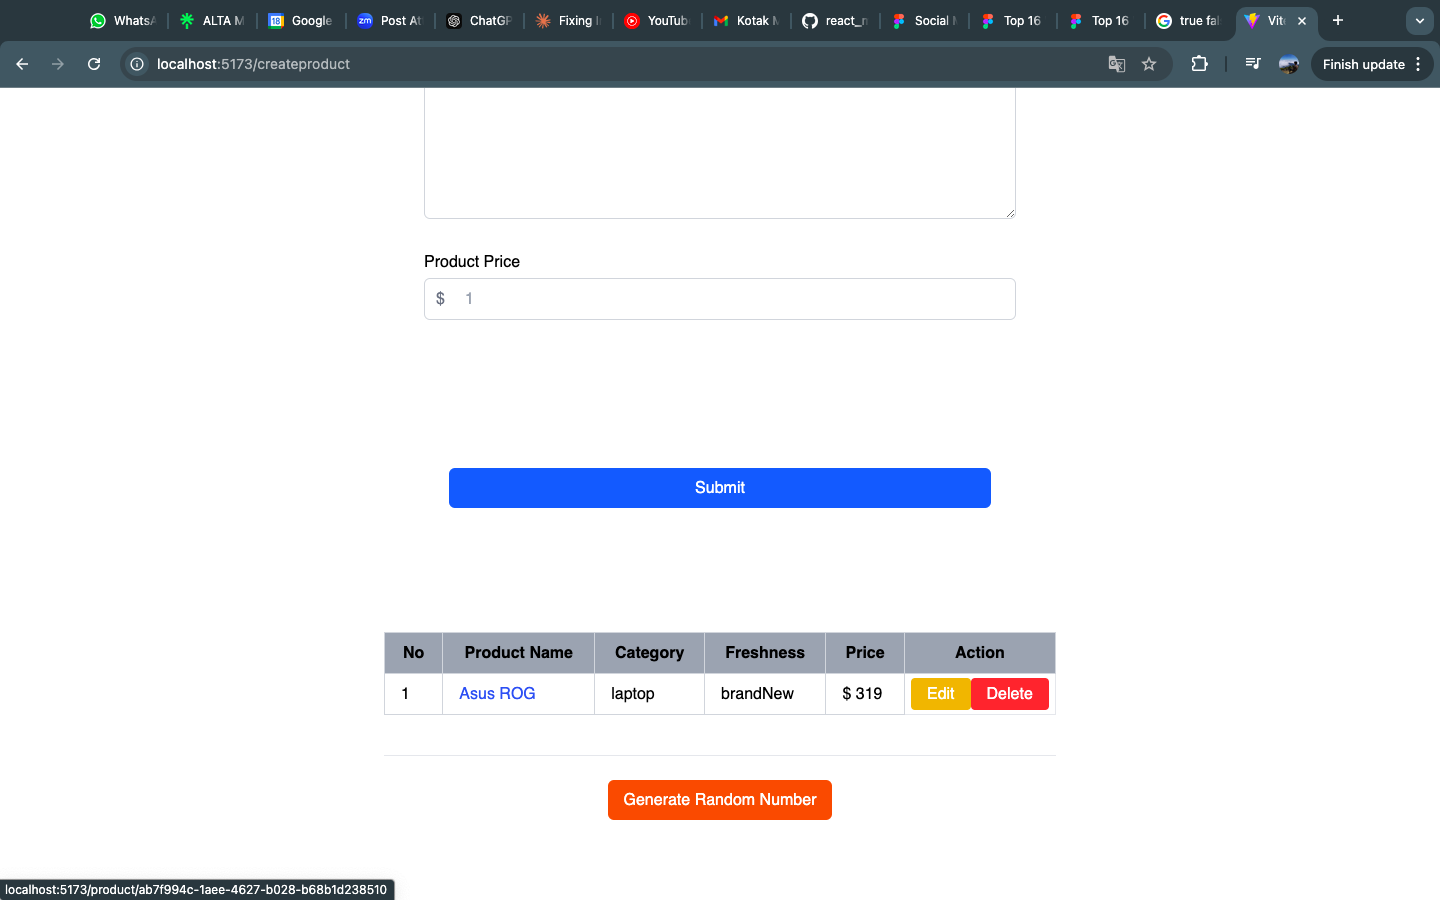 WhatsA
ALTA M
Google
Post At
ChatGP
Fixing I
YouTub
Kotak M
react_r
Social M
Top 16
Top 16
true fal
Vite
localhost:5173/createproduct
Finish update
Product Price
$ 1
Submit
No Product Name Category Freshness Price Action
1 Asus ROG laptop brandNew $ 319 Edit Delete
Generate Random Number
localhost:5173/product/ab7f994c-1aee-4627-b028-b68b1d238510